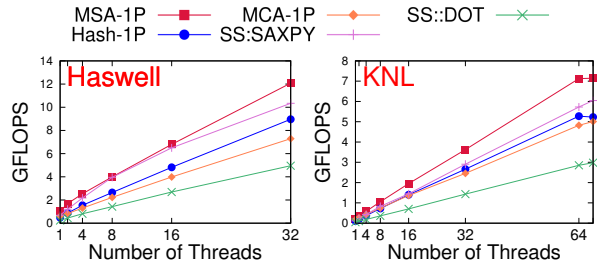 MSA-1P MCA-1P SS::DOT
Hash-1P SS:SAXPY
Haswell KNL
14
12
10
8
6
4
2
0
GFLOPS
1 4 8 16 32
Number of Threads
8
7
6
5
4
3
2
1
0
GFLOPS
1 4 8 16 32 64
Number of Threads